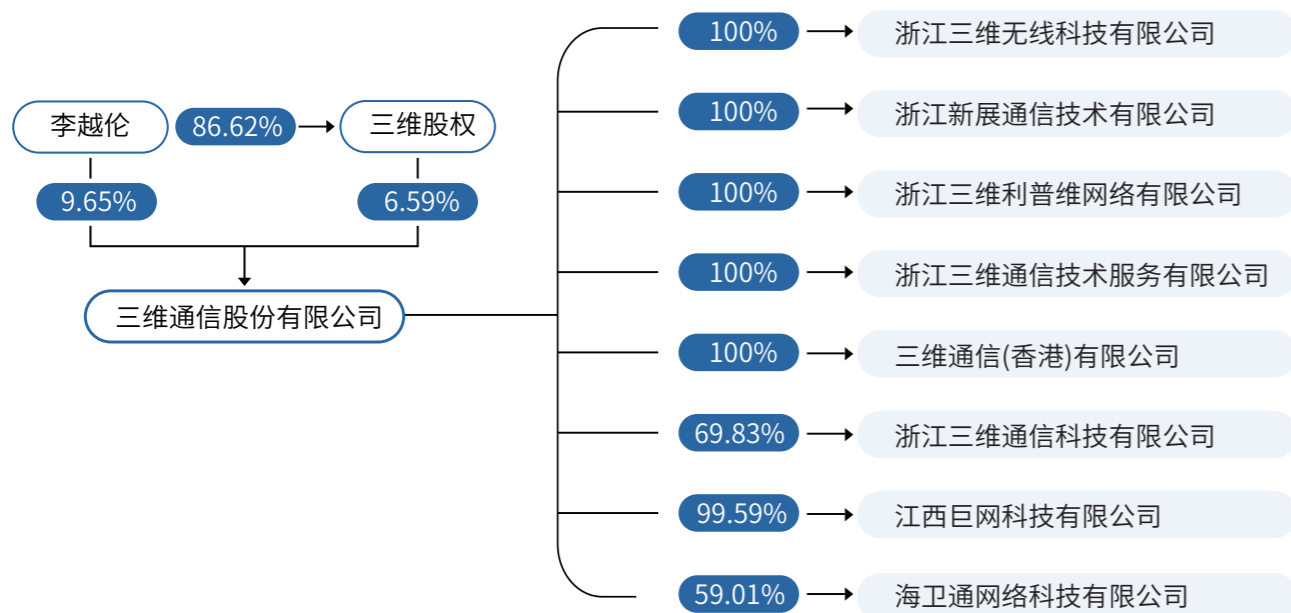 李越伦
86.62%
三维股权
9.65%
6.59%
三维通信股份有限公司
100%
浙江三维无线科技有限公司
100%
浙江新展通信技术有限公司
100%
浙江三维利普维网络有限公司
100%
浙江三维通信技术服务有限公司
100%
三维通信(香港)有限公司
69.83%
浙江三维通信科技有限公司
99.59%
江西巨网科技有限公司
59.01%
海卫通网络科技有限公司